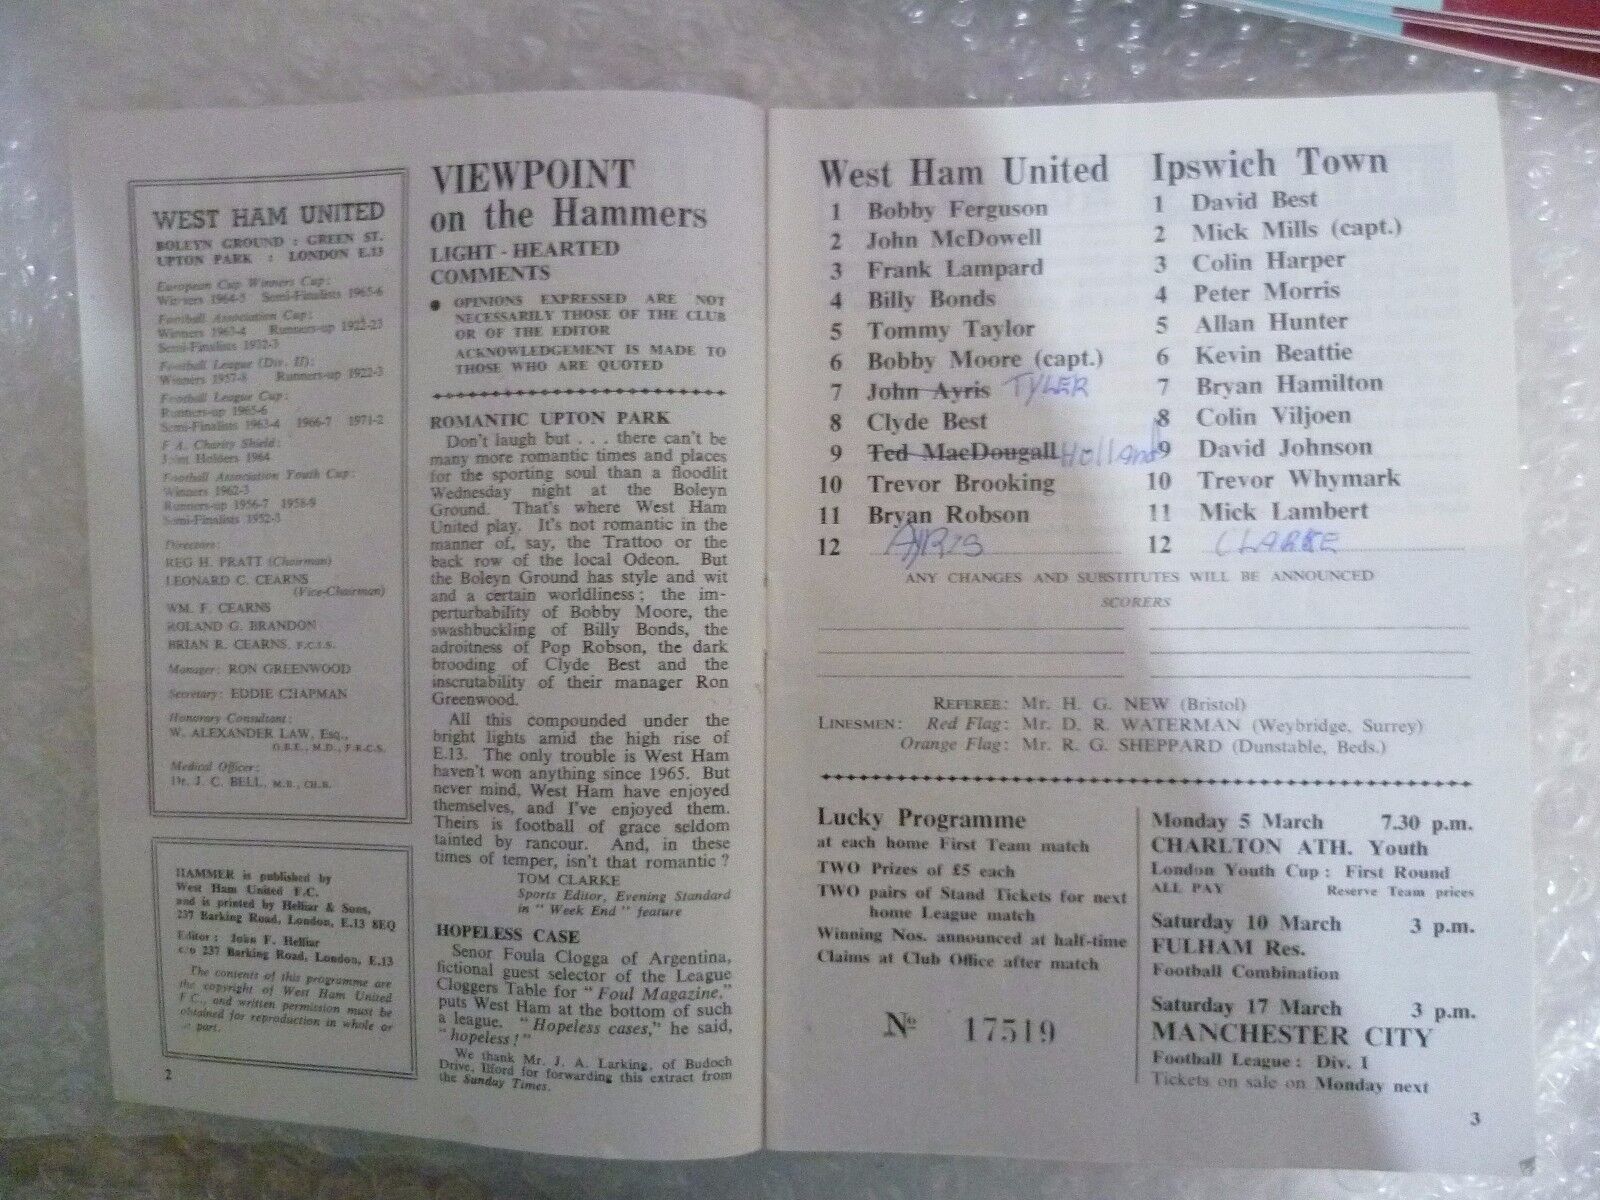 WEST HAM UNITED
BOLEYN GROUND : GREEN ST.
UPTON PARK : LONDON E.13
European Cup Winners Cup:
Winners 1964-5 Semi-Finalists 1965-6
Football Association Cup:
Winners 1963-4 Runners-up 1922-23
Semi-Finalists 1932-3
Football League (Div. II):
Winners 1957-8 Runners-up 1922-3
Football League Cup:
Runners-up 1965-6
Semi-Finalists 1963-4 1966-7 1971-2
F.A. Charity Shield:
Joint Holders 1964
Football Association Youth Cup:
Winners 1962-3
Runners-up 1956-7 1958-9
Semi-Finalists 1952-3
Directors:
REG H. PRATT (Chairman)
LEONARD C. CEARNS
(Vice-Chairman)
WM. F. CEARNS
ROLAND G. BRANDON
BRIAN R. CEARNS, F.C.I.S.
Manager: RON GREENWOOD
Secretary: EDDIE CHAPMAN
Honorary Consultant:
W. ALEXANDER LAW, Esq.,
O.B.E., M.D., F.R.C.S.
Medical Officer:
Dr. J. C. BELL, M.B., CH.B.
HAMMER is published by
West Ham United F.C.
and is printed by Helliar & Sons,
237 Barking Road, London, E.13 8EQ
Editor: John F. Helliar
c/o 237 Barking Road, London, E.13
The contents of this programme are
the copyright of West Ham United
F.C., and written permission must be
obtained for reproduction in whole or
in part.
2
VIEWPOINT
on the Hammers
LIGHT - HEARTED
COMMENTS
● OPINIONS EXPRESSED ARE NOT
NECESSARILY THOSE OF THE CLUB
OR OF THE EDITOR
ACKNOWLEDGEMENT IS MADE TO
THOSE WHO ARE QUOTED
ROMANTIC UPTON PARK
Don't laugh but . . . there can't be
many more romantic times and places
for the sporting soul than a floodlit
Wednesday night at the Boleyn
Ground. That's where West Ham
United play. It's not romantic in the
manner of, say, the Trattoo or the
back row of the local Odeon. But
the Boleyn Ground has style and wit
and a certain worldliness; the im-
perturbability of Bobby Moore, the
swashbuckling of Billy Bonds, the
adroitness of Pop Robson, the dark
brooding of Clyde Best and the
inscrutability of their manager Ron
Greenwood.
All this compounded under the
bright lights amid the high rise of
E.13. The only trouble is West Ham
haven't won anything since 1965. But
never mind, West Ham have enjoyed
themselves, and I've enjoyed them.
Theirs is football of grace seldom
tainted by rancour. And, in these
times of temper, isn't that romantic?
TOM CLARKE
Sports Editor, Evening Standard
in "Week End" feature
HOPELESS CASE
Senor Foula Clogga of Argentina,
fictional guest selector of the League
Cloggers Table for "Foul Magazine."
puts West Ham at the bottom of such
a league. "Hopeless cases," he said,
"hopeless!"
We thank Mr. J. A. Larking, of Budoch
Drive, Ilford for forwarding this extract from
the Sunday Times.
West Ham United
1 Bobby Ferguson
2 John McDowell
3 Frank Lampard
4 Billy Bonds
5 Tommy Taylor
6 Bobby Moore (capt.)
7 John Ayris TYLER
8 Clyde Best
9 Ted MacDougall Holland
10 Trevor Brooking
11 Bryan Robson
12 AYRIS
Ipswich Town
1 David Best
2 Mick Mills (capt.)
3 Colin Harper
4 Peter Morris
5 Allan Hunter
6 Kevin Beattie
7 Bryan Hamilton
8 Colin Viljoen
9 David Johnson
10 Trevor Whymark
11 Mick Lambert
12 CLARKE
ANY CHANGES AND SUBSTITUTES WILL BE ANNOUNCED
SCORERS
REFEREE: Mr. H. G. NEW (Bristol)
LINESMEN: Red Flag: Mr. D. R. WATERMAN (Weybridge, Surrey)
Orange Flag: Mr. R. G. SHEPPARD (Dunstable, Beds.)
Lucky Programme
at each home First Team match
TWO Prizes of £5 each
TWO pairs of Stand Tickets for next
home League match
Winning Nos. announced at half-time
Claims at Club Office after match
No 17519
Monday 5 March 7.30 p.m.
CHARLTON ATH. Youth
London Youth Cup: First Round
ALL PAY Reserve Team prices
Saturday 10 March 3 p.m.
FULHAM Res.
Football Combination
Saturday 17 March 3 p.m.
MANCHESTER CITY
Football League: Div. 1
Tickets on sale on Monday next
3